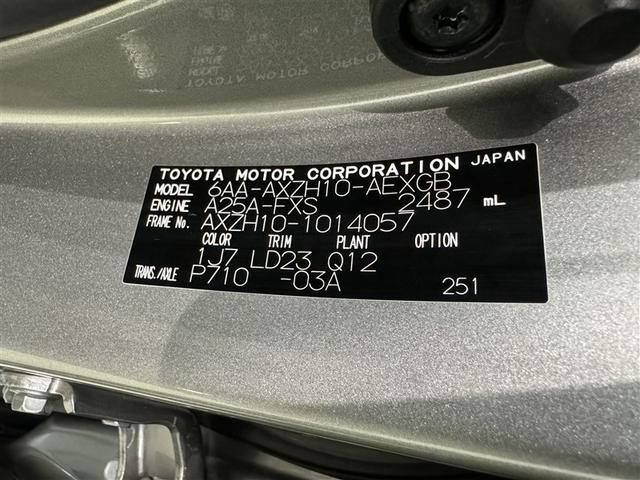 TOYOTA MOTOR CORPORATION JAPAN
MODEL 6AA-AXZH10-AEXGB
ENGINE A25A-FXS 2487 mL
FRAME No. AXZH10-1014057
COLOR TRIM PLANT OPTION
1J7 LD23 Q12
TRANS./AXLE P710 -03A 251